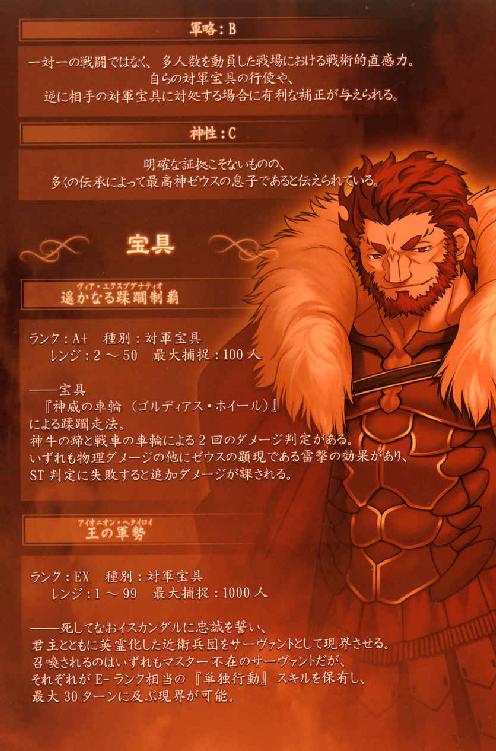 軍略：B
一対一の戦闘ではなく、多人数を動員した戦場における戦術的直感力。
自らの対軍宝具の行使や、
逆に相手の対軍宝具に対処する場合に有利な補正が与えられる。
神性：C
明確な証拠こそないものの、
多くの伝承によって最高神ゼウスの息子であると伝えられている。
宝具
ヴィア・エクスプグナティオ
遥かなる蹂躙制覇
ランク：A+ 種別：対軍宝具
レンジ：2～50 最大捕捉：100人
――宝具
『神威の車輪（ゴルディアス・ホイール）』
による蹂躙走法。
神牛の蹄と戦車の車輪による2回のダメージ判定がある。
いずれも物理ダメージの他にゼウスの顕現である雷撃の効果があり、
ST判定に失敗すると追加ダメージが課される。
アイオニオン・ヘタイロイ
王の軍勢
ランク：EX 種別：対軍宝具
レンジ：1～99 最大捕捉：1000人
――死してなおイスカンダルに忠誠を誓い、
君主とともに英霊化した近衛兵団をサーヴァントとして現界させる。
召喚されるのはいずれもマスター不在のサーヴァントだが、
それぞれがE-ランク相当の『単独行動』スキルを保有し、
最大30ターンに及ぶ現界が可能。